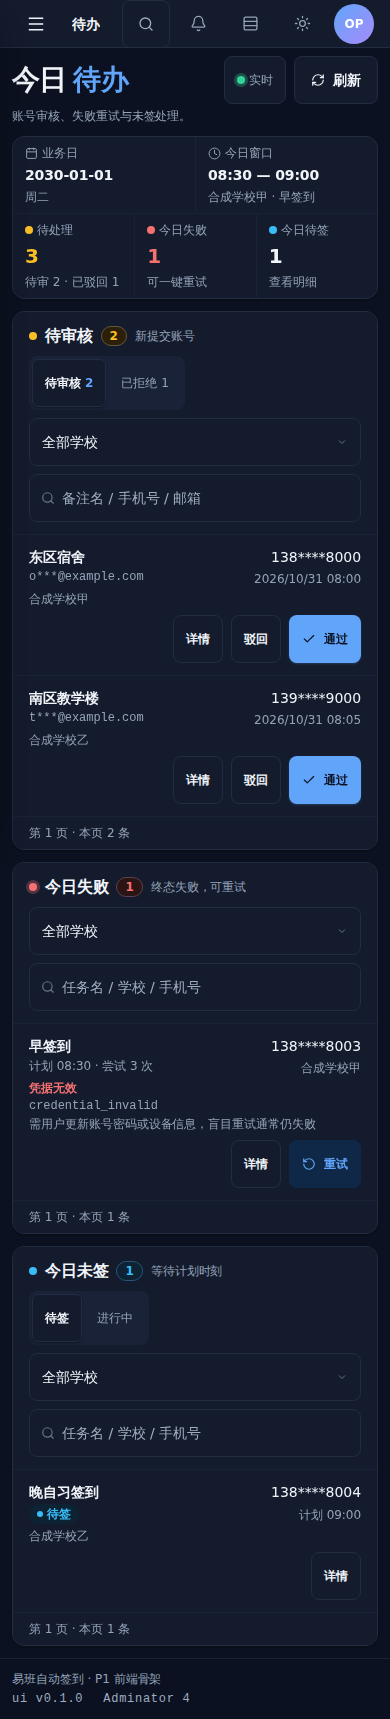 待办
OP
今日 待办
实时
刷新
账号审核、失败重试与未签处理。
业务日
2030-01-01
周二
今日窗口
08:30 — 09:00
合成学校甲 · 早签到
待处理
3
待审 2 · 已驳回 1
今日失败
1
可一键重试
今日待签
1
查看明细
待审核 2 新提交账号
待审核 2 已拒绝 1
全部学校
备注名 / 手机号 / 邮箱
东区宿舍 138****8000
o***@example.com 2026/10/31 08:00
合成学校甲
详情 驳回 通过
南区教学楼 139****9000
t***@example.com 2026/10/31 08:05
合成学校乙
详情 驳回 通过
第 1 页 · 本页 2 条
今日失败 1 终态失败，可重试
全部学校
任务名 / 学校 / 手机号
早签到 138****8003
计划 08:30 · 尝试 3 次 合成学校甲
凭据无效
credential_invalid
需用户更新账号密码或设备信息，盲目重试通常仍失败
详情 重试
第 1 页 · 本页 1 条
今日未签 1 等待计划时刻
待签 进行中
全部学校
任务名 / 学校 / 手机号
晚自习签到 138****8004
待签 计划 09:00
合成学校乙
详情
第 1 页 · 本页 1 条
易班自动签到 · P1 前端骨架
ui v0.1.0 Adminator 4